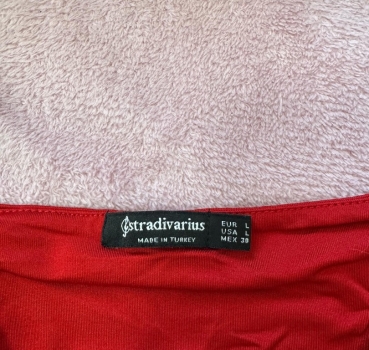 stradivarius
MADE IN TURKEY
EUR L
USA L
MEX 38